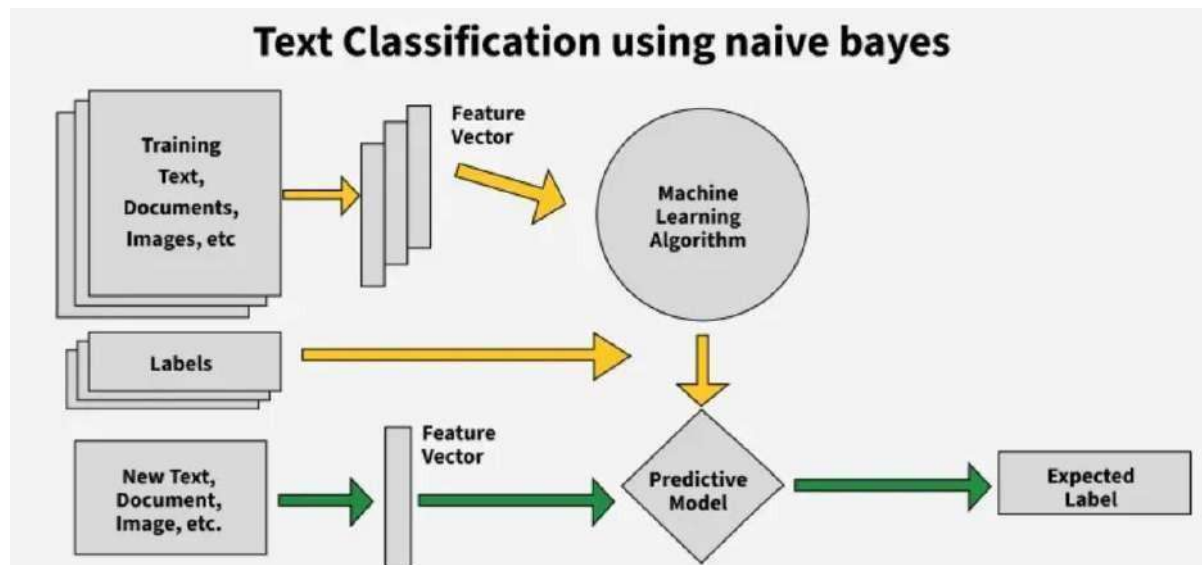 Text Classification using naive bayes
Training
Text,
Documents,
Images, etc
Feature
Vector
Machine
Learning
Algorithm
Labels
New Text,
Document,
Image, etc.
Feature
Vector
Predictive
Model
Expected
Label